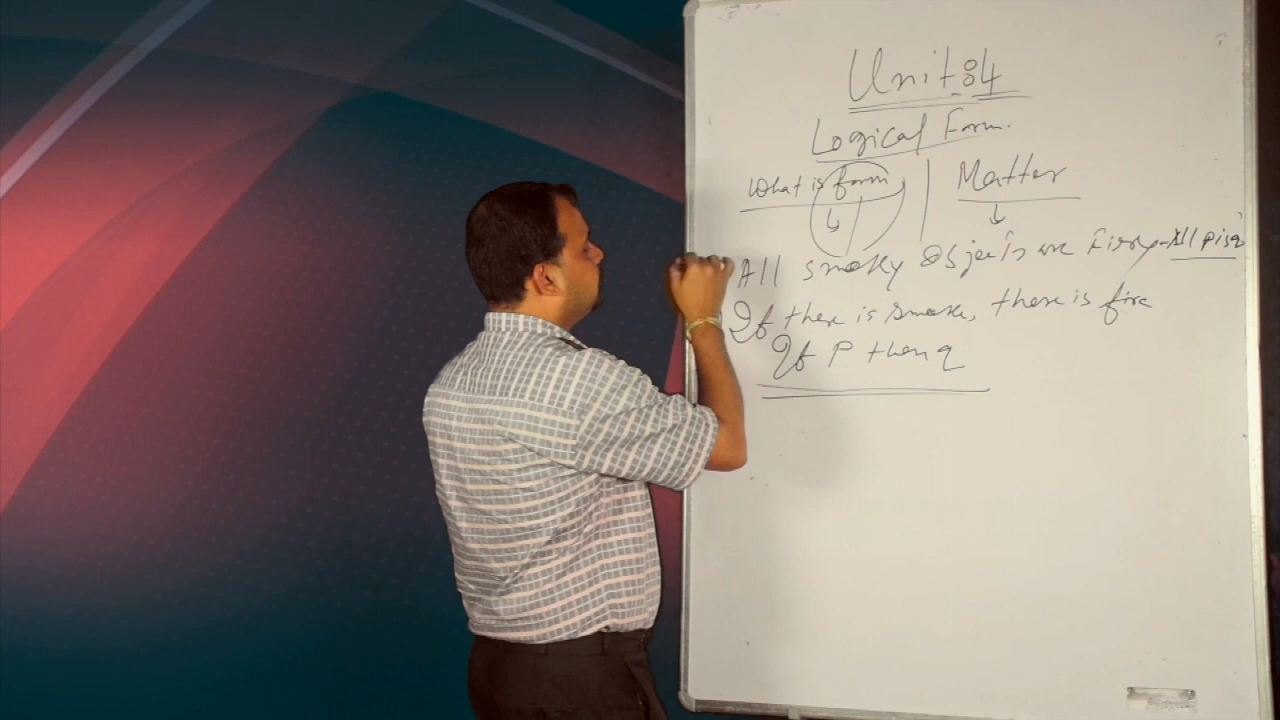 Unit:4
Logical Form.
What is form | Matter
All smoky objects are Fiery - All p is q
If there is smoke, there is fire
If P then q